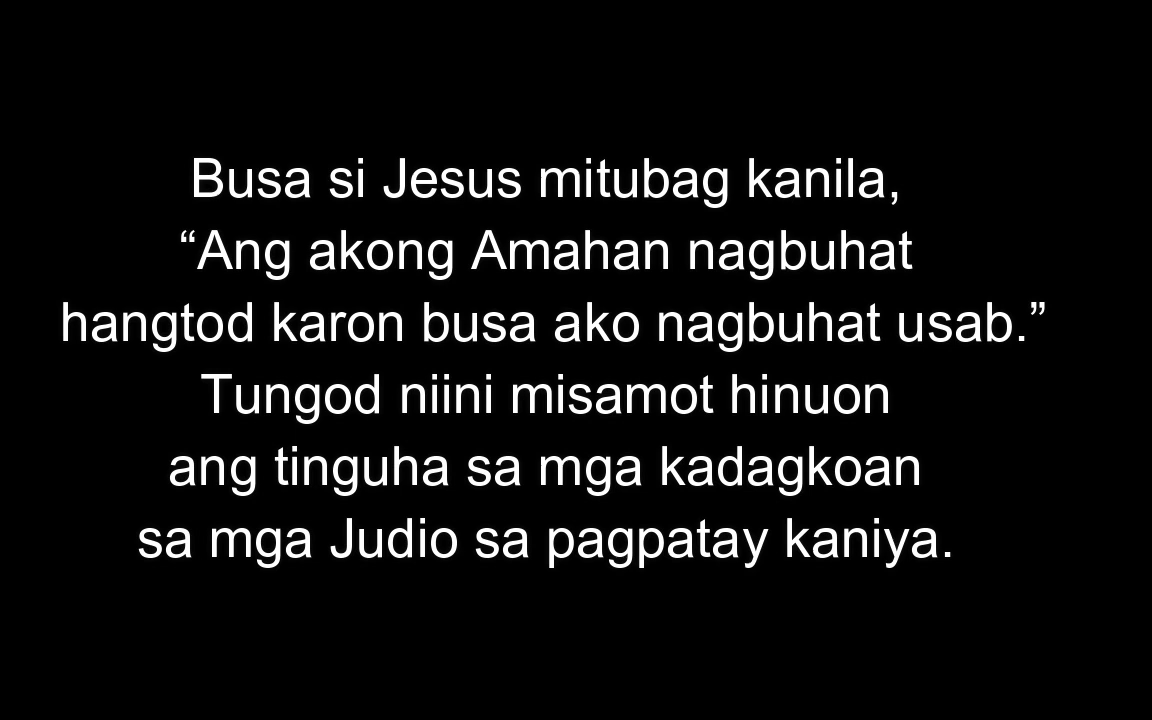 Busa si Jesus mitubag kanila,
“Ang akong Amahan nagbuhat
hangtod karon busa ako nagbuhat usab.”
Tungod niini misamot hinuon
ang tinguha sa mga kadagkoan
sa mga Judio sa pagpatay kaniya.